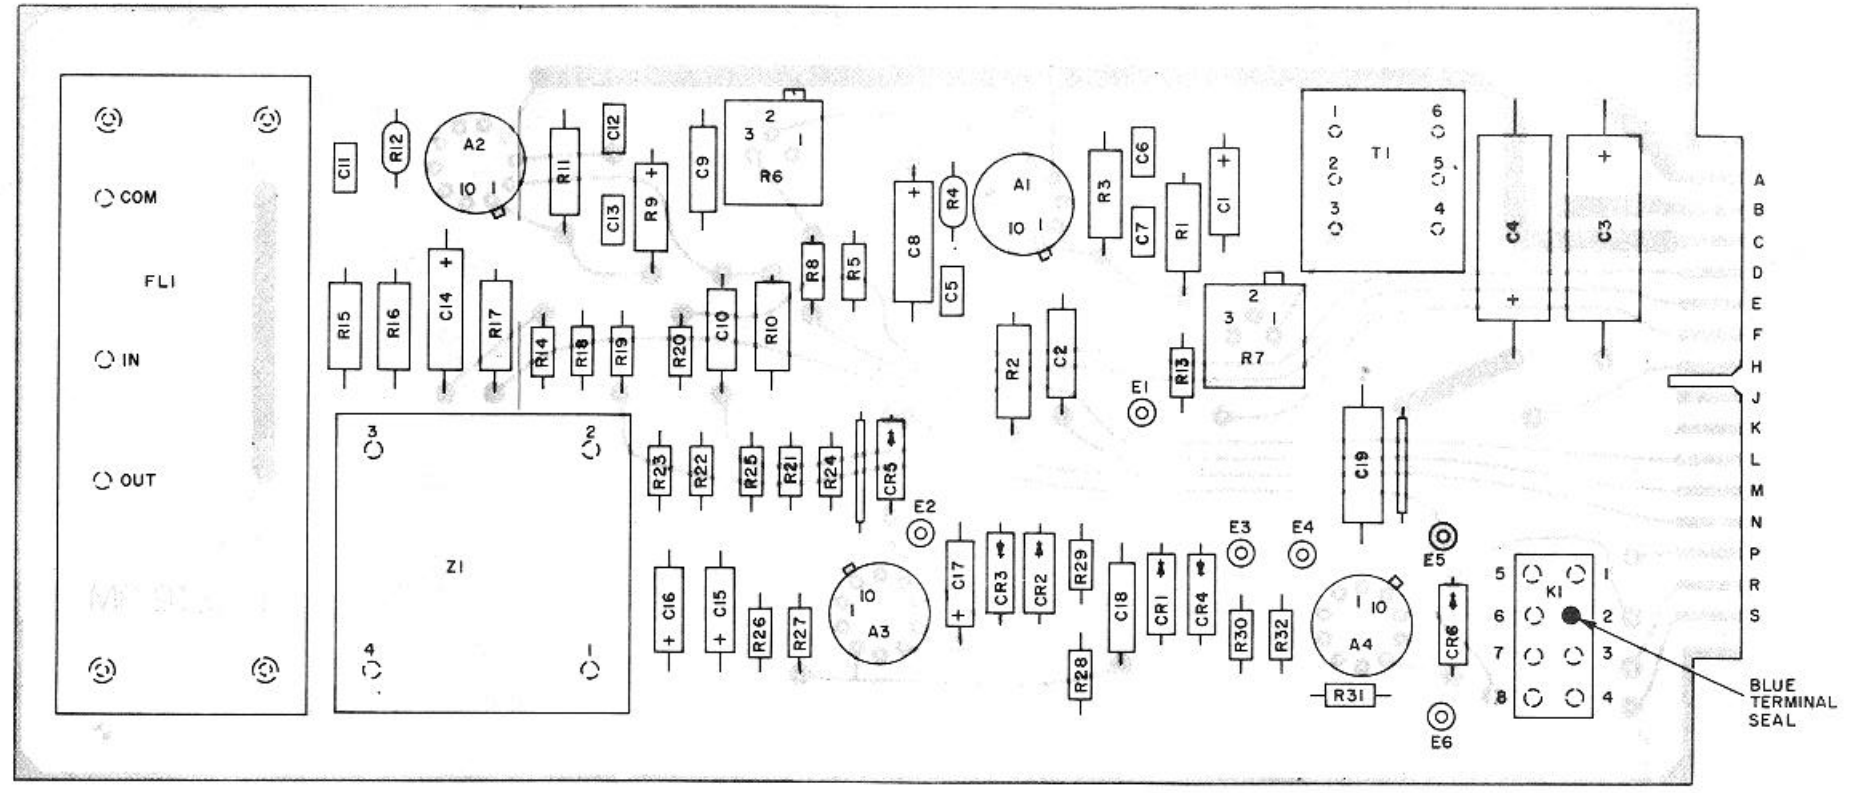 COM
FL1
IN
OUT
C11
R12
A2
10 1
R11
C12
C13
R9
+
C9
2
3
1
R6
R15
R16
+
C14
R17
R14
R18
R19
R20
C10
R10
R8
R5
+
C8
R4
C5
A1
10 1
R3
C6
C7
R1
+
C1
1
6
T1
2
5
3
4
C4
+
+
C3
R2
C2
E1
R13
2
3
1
R7
A
B
C
D
E
F
H
J
K
L
M
N
P
R
S
3
2
Z1
4
1
R23
R22
R25
R21
R24
CR5
E2
C16
+
C15
+
R26
R27
10
1
A3
C17
+
CR3
CR2
R29
R28
C18
CR1
CR4
E3
E4
R30
R32
C19
E5
1 10
A4
R31
CR6
E6
5
1
K1
6
2
7
3
8
4
BLUE
TERMINAL
SEAL